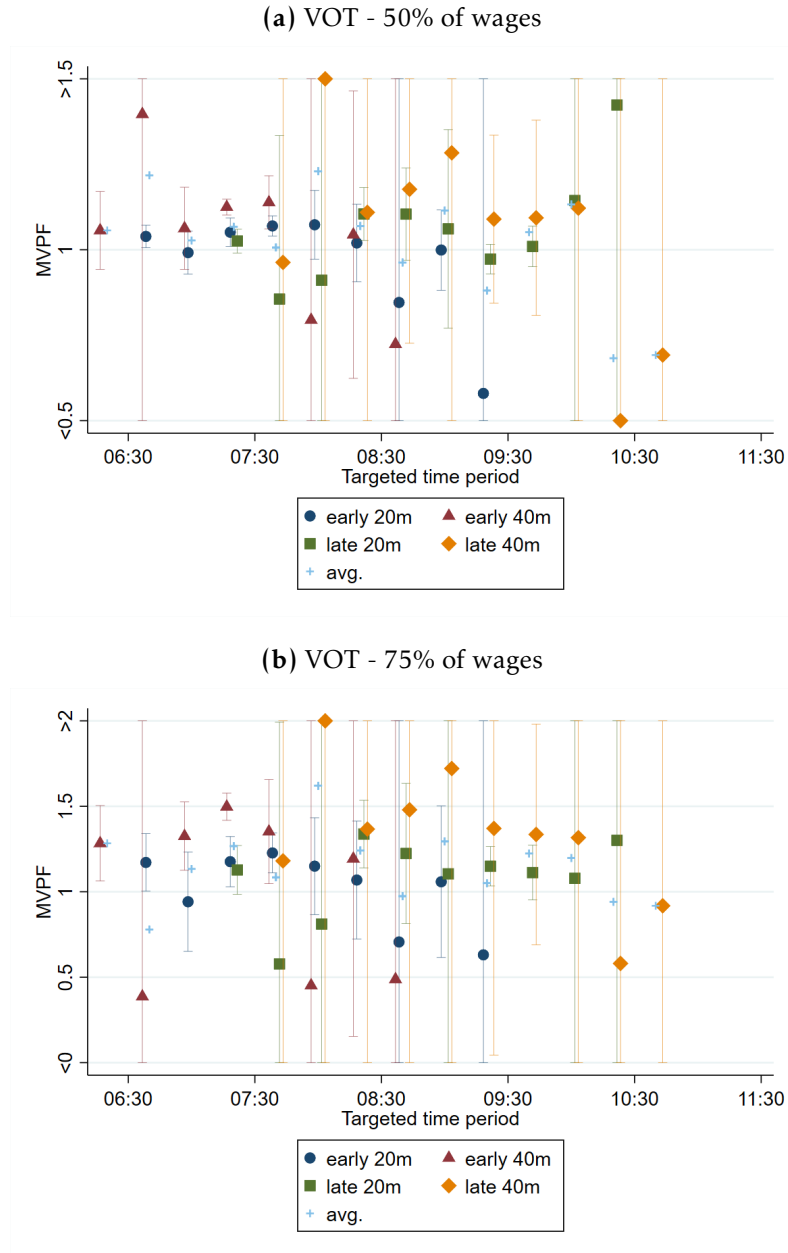 (a) VOT - 50% of wages
>1.5
1
<0.5
MVPF
06:30 07:30 08:30 09:30 10:30 11:30
Targeted time period
early 20m early 40m
late 20m late 40m
avg.
(b) VOT - 75% of wages
>2
1.5
1
0.5
<0
MVPF
06:30 07:30 08:30 09:30 10:30 11:30
Targeted time period
early 20m early 40m
late 20m late 40m
avg.